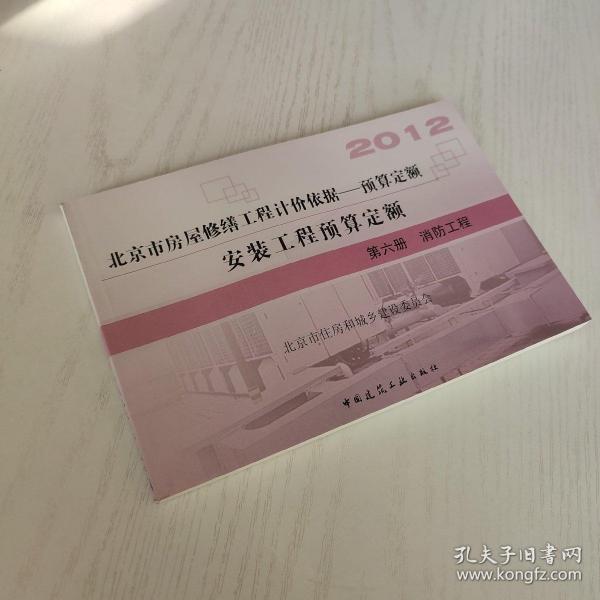 2012
北京市房屋修缮工程计价依据——预算定额
安装工程预算定额
第六册 消防工程
北京市住房和城乡建设委员会
中国建筑工业出版社
孔夫子旧书网
www.kongfz.com